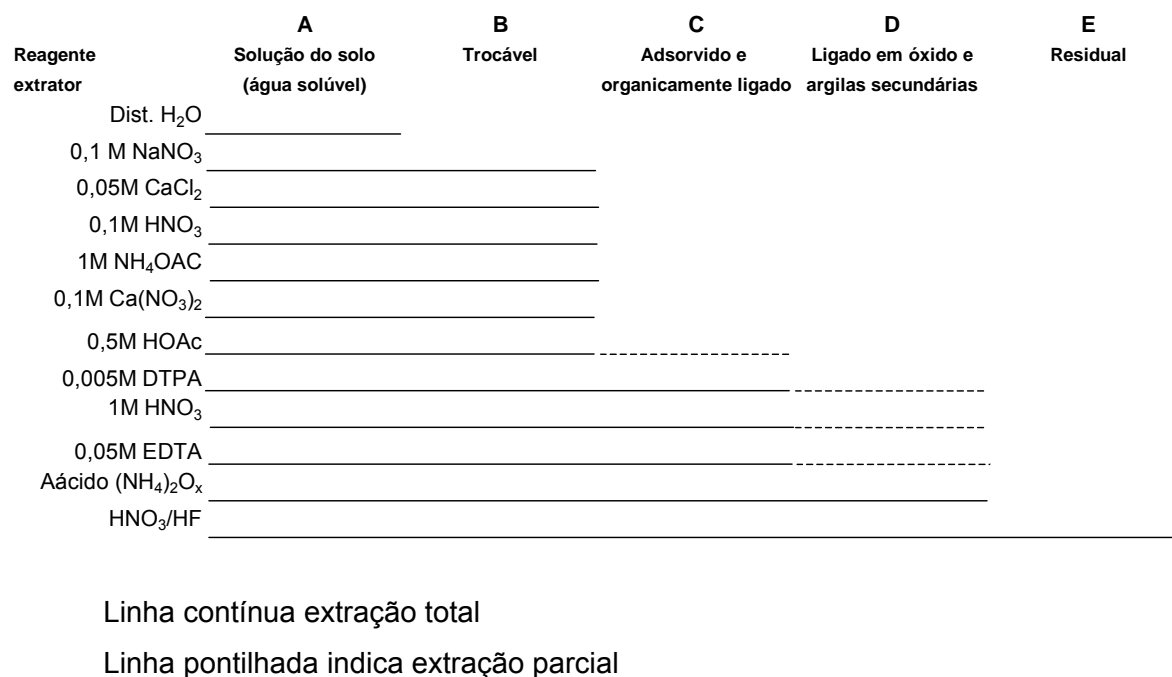 A B C D E
Reagente Solução do solo Trocável Adsorvido e Ligado em óxido e Residual
extrator (água solúvel) organicamente ligado argilas secundárias
Dist. H₂O
0,1 M NaNO₃
0,05M CaCl₂
0,1M HNO₃
1M NH₄OAC
0,1M Ca(NO₃)₂
0,5M HOAc
0,005M DTPA
1M HNO₃
0,05M EDTA
Aácido (NH₄)₂Oₓ
HNO₃/HF
Linha contínua extração total
Linha pontilhada indica extração parcial